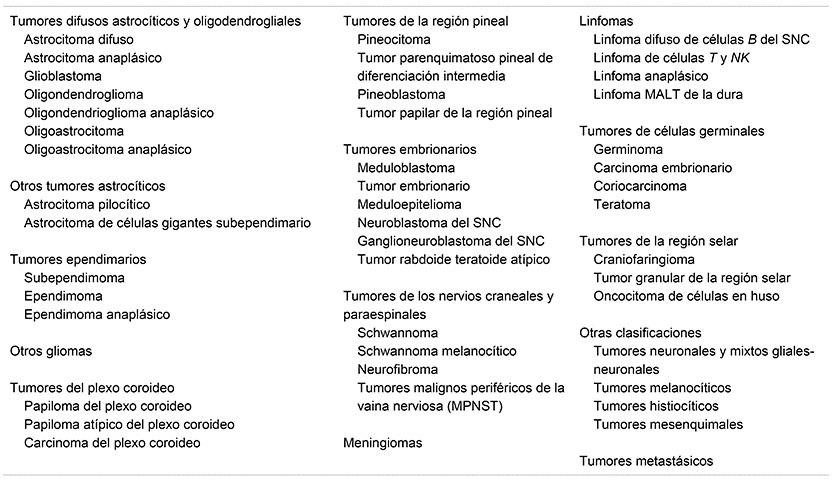 Tumores difusos astrocíticos y oligodendrogliales
Astrocitoma difuso
Astrocitoma anaplásico
Glioblastoma
Oligondendroglioma
Oligondendrioglioma anaplásico
Oligoastrocitoma
Oligoastrocitoma anaplásico
Otros tumores astrocíticos
Astrocitoma pilocítico
Astrocitoma de células gigantes subependimario
Tumores ependimarios
Subependimoma
Ependimoma
Ependimoma anaplásico
Otros gliomas
Tumores del plexo coroideo
Papiloma del plexo coroideo
Papiloma atípico del plexo coroideo
Carcinoma del plexo coroideo
Tumores de la región pineal
Pineocitoma
Tumor parenquimatoso pineal de
diferenciación intermedia
Pineoblastoma
Tumor papilar de la región pineal
Tumores embrionarios
Meduloblastoma
Tumor embrionario
Meduloepitelioma
Neuroblastoma del SNC
Ganglioneuroblastoma del SNC
Tumor rabdoide teratoide atípico
Tumores de los nervios craneales y
paraespinales
Schwannoma
Schwannoma melanocítico
Neurofibroma
Tumores malignos periféricos de la
vaina nerviosa (MPNST)
Meningiomas
Linfomas
Linfoma difuso de células B del SNC
Linfoma de células T y NK
Linfoma anaplásico
Linfoma MALT de la dura
Tumores de células germinales
Germinoma
Carcinoma embrionario
Coriocarcinoma
Teratoma
Tumores de la región selar
Craniofaringioma
Tumor granular de la región selar
Oncocitoma de células en huso
Otras clasificaciones
Tumores neuronales y mixtos gliales-
neuronales
Tumores melanocíticos
Tumores histiocíticos
Tumores mesenquimales
Tumores metastásicos